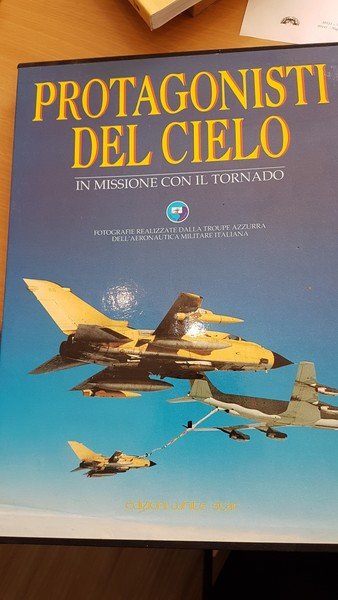 PROTAGONISTI
DEL CIELO
IN MISSIONE CON IL TORNADO
FOTOGRAFIE REALIZZATE DALLA TROUPE AZZURRA
DELL'AERONAUTICA MILITARE ITALIANA